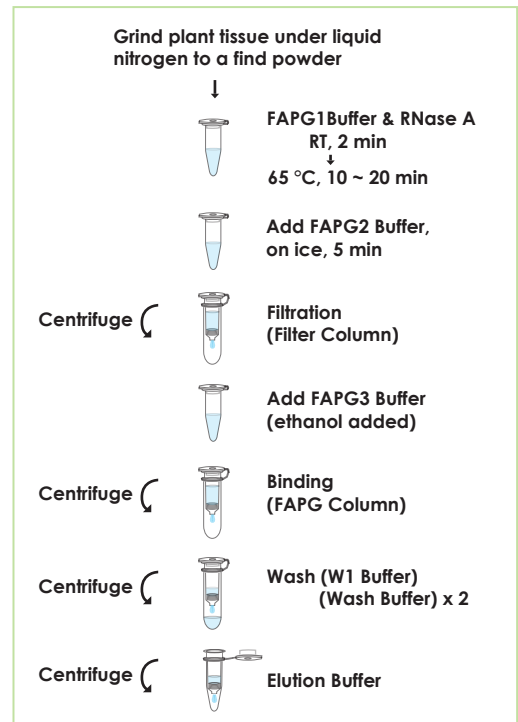 Grind plant tissue under liquid
nitrogen to a find powder
FAPG1Buffer & RNase A
RT, 2 min
65 °C, 10 ~ 20 min
Add FAPG2 Buffer,
on ice, 5 min
Centrifuge
Filtration
(Filter Column)
Add FAPG3 Buffer
(ethanol added)
Centrifuge
Binding
(FAPG Column)
Centrifuge
Wash (W1 Buffer)
(Wash Buffer) x 2
Centrifuge
Elution Buffer